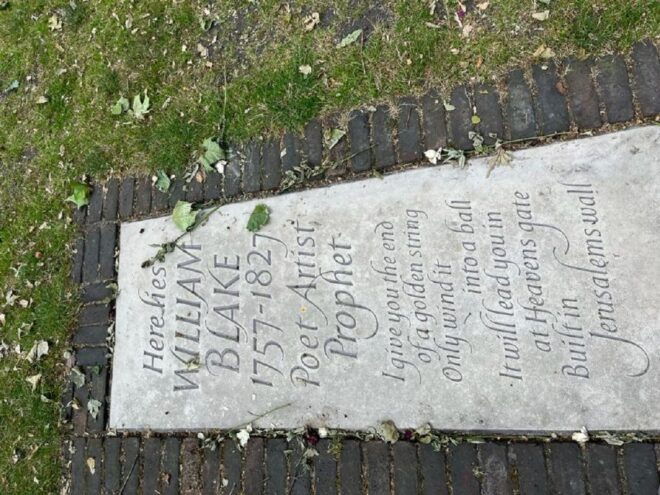 Here lies
WILLIAM
BLAKE
1757-1827
Poet Artist
Prophet
I give you the end
of a golden string
Only wind it
into a ball
It will lead you in
at Heavens gate
Built in
Jerusalems wall